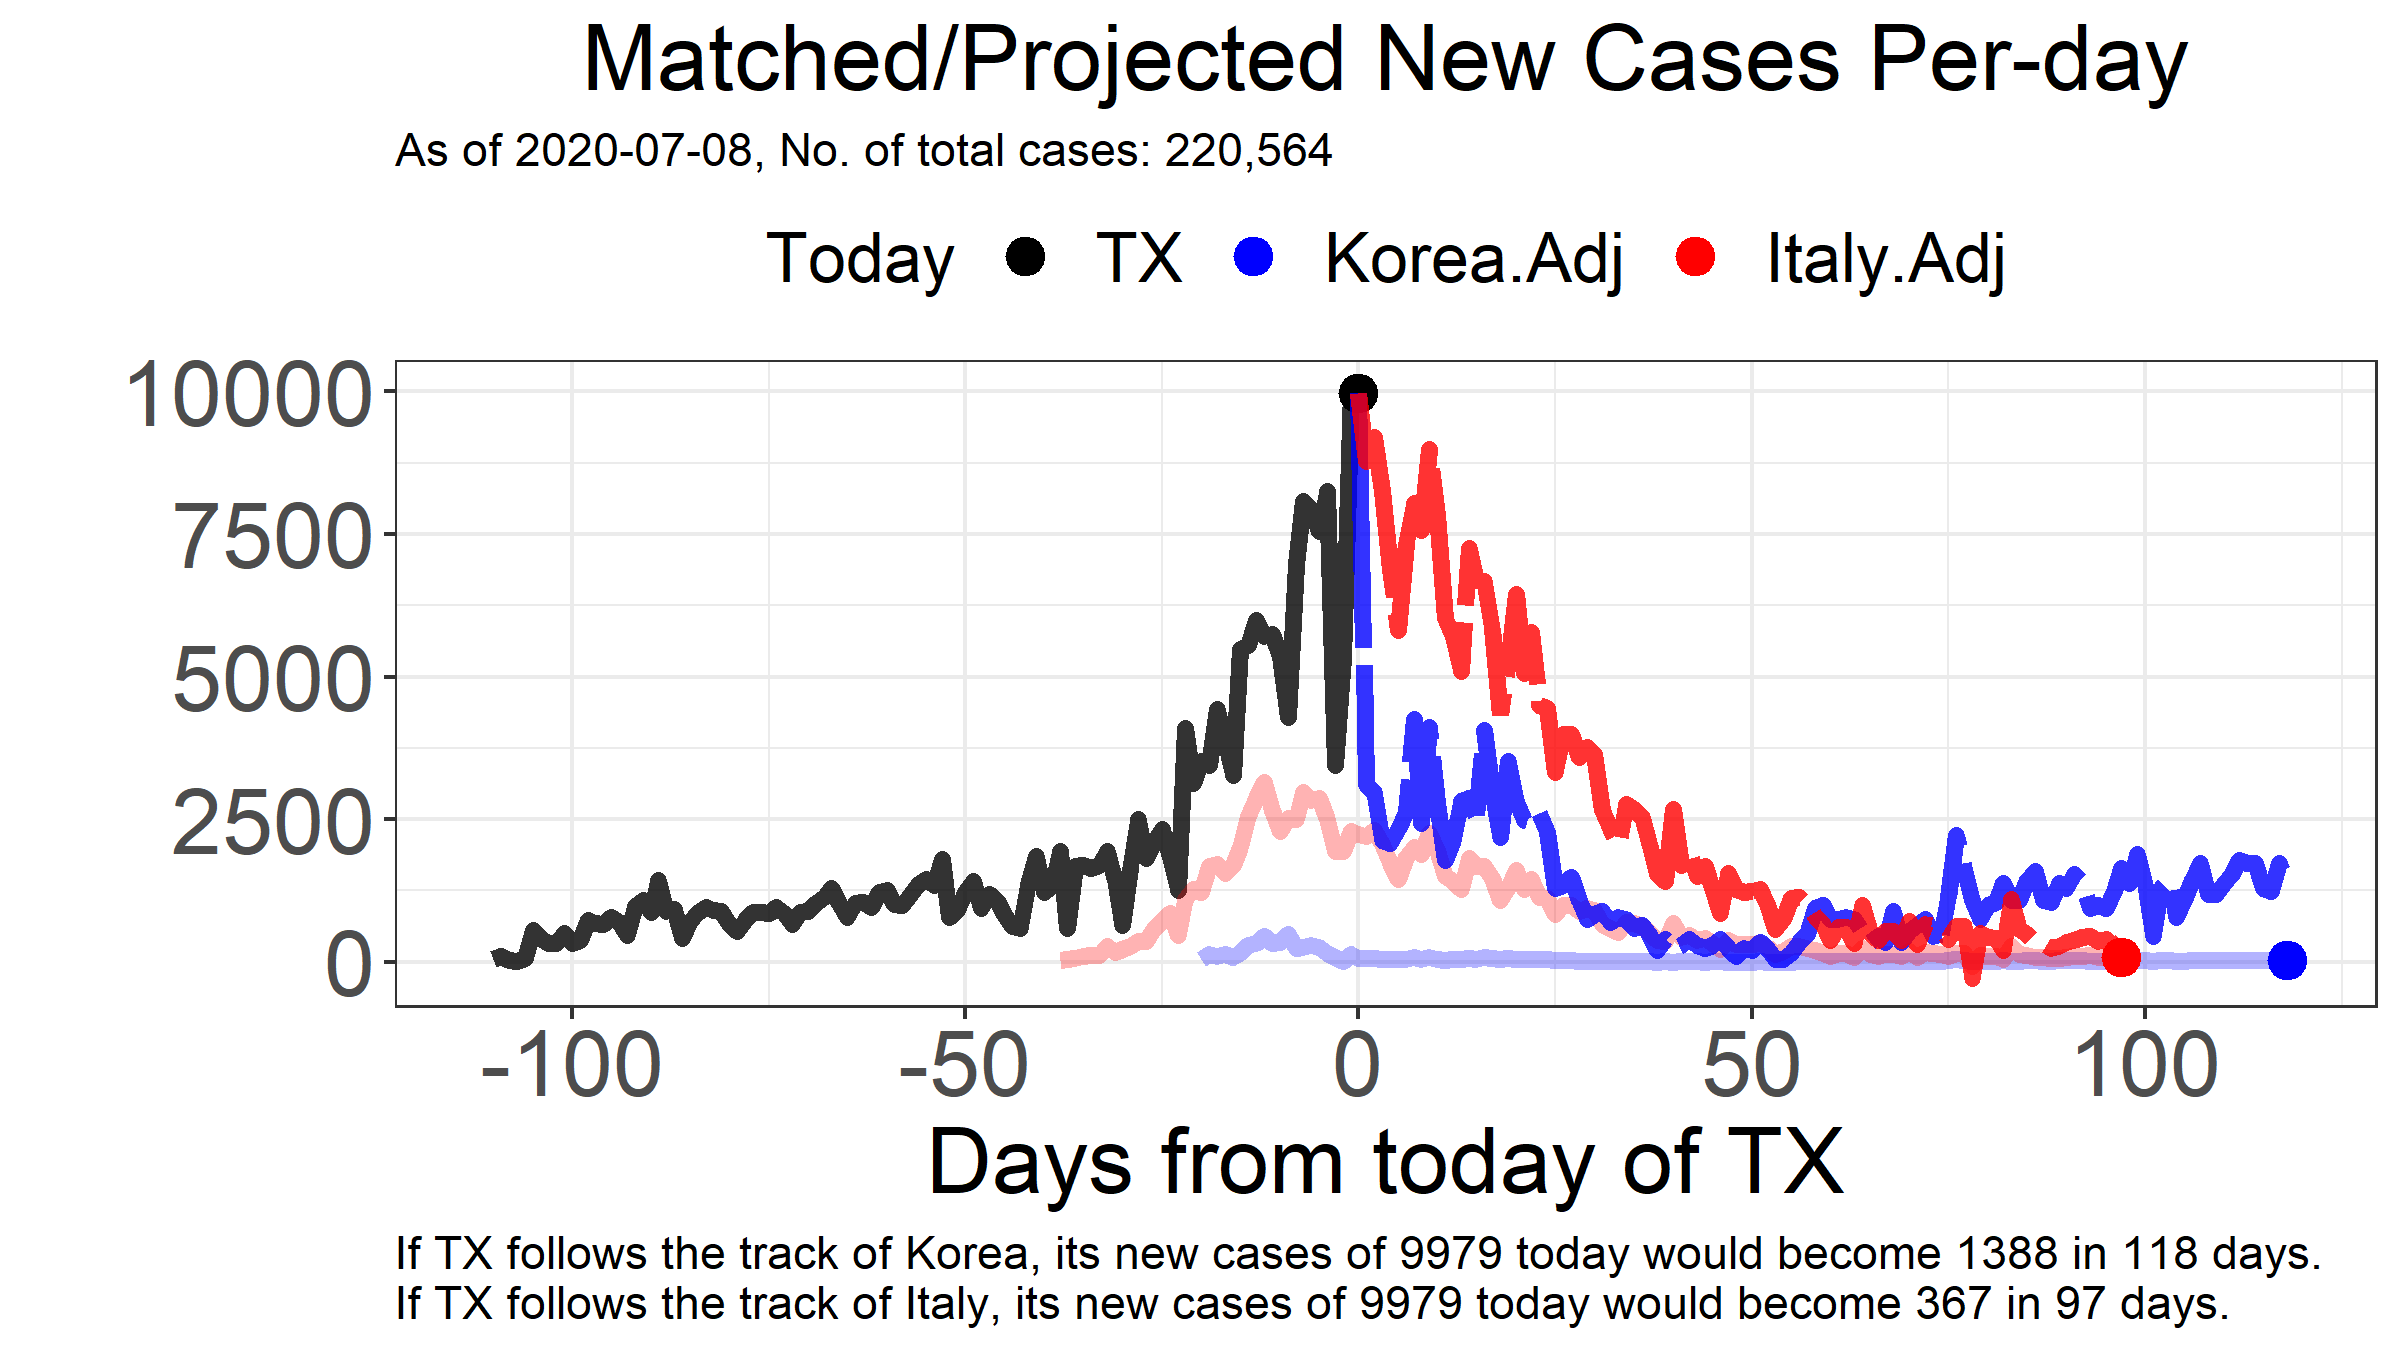 Matched/Projected New Cases Per-day
As of 2020-07-08, No. of total cases: 220,564
Today TX Korea.Adj Italy.Adj
10000
7500
5000
2500
0
-100 -50 0 50 100
Days from today of TX
If TX follows the track of Korea, its new cases of 9979 today would become 1388 in 118 days.
If TX follows the track of Italy, its new cases of 9979 today would become 367 in 97 days.